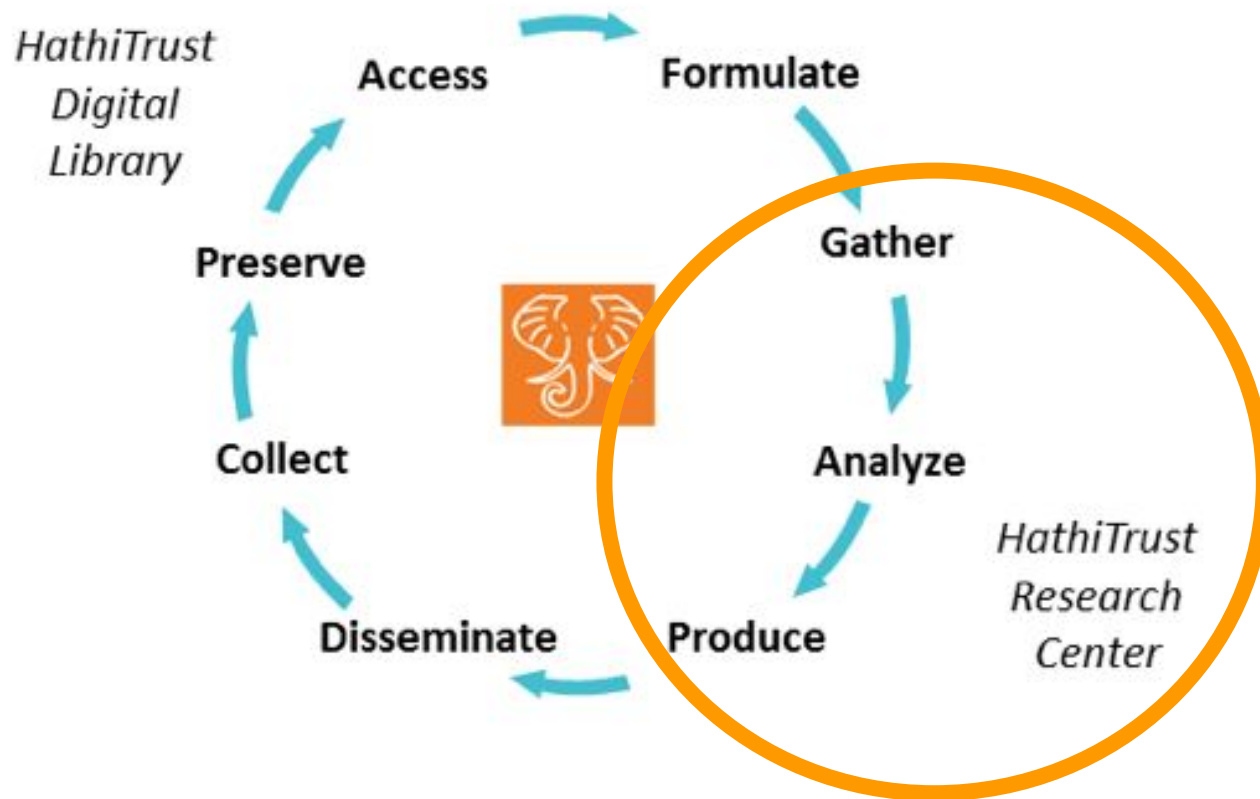 HathiTrust
Digital
Library
Access
Formulate
Gather
Analyze
HathiTrust
Research
Center
Produce
Disseminate
Collect
Preserve